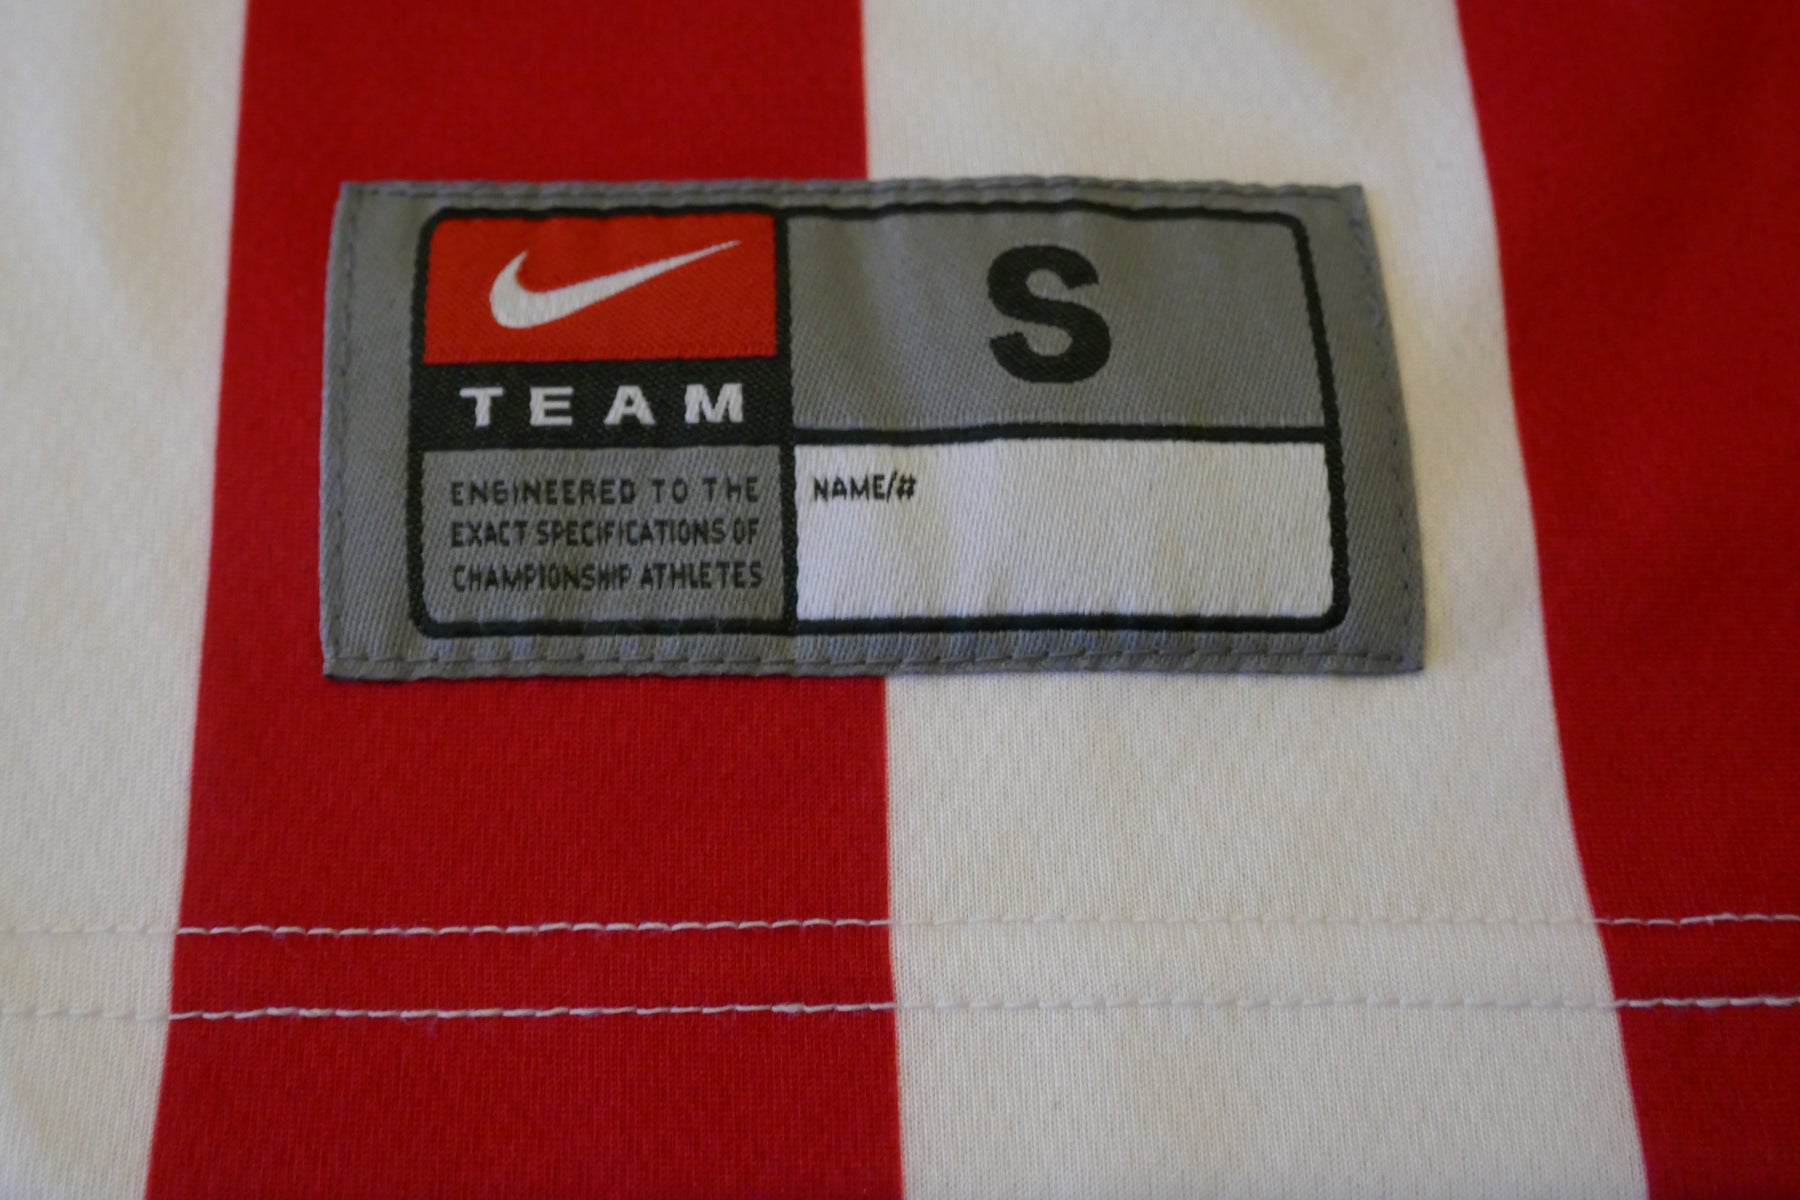 TEAM
S
ENGINEERED TO THE
EXACT SPECIFICATIONS OF
CHAMPIONSHIP ATHLETES
NAME/#